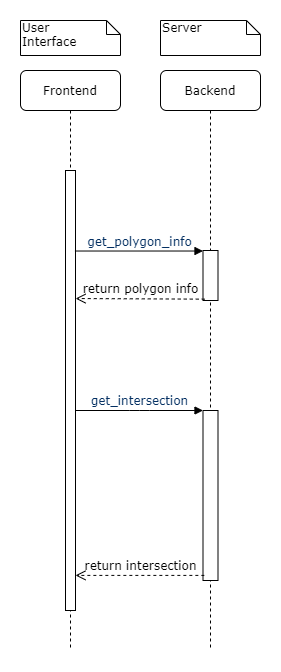 User
Interface
Server
Frontend
Backend
get_polygon_info
return polygon info
get_intersection
return intersection